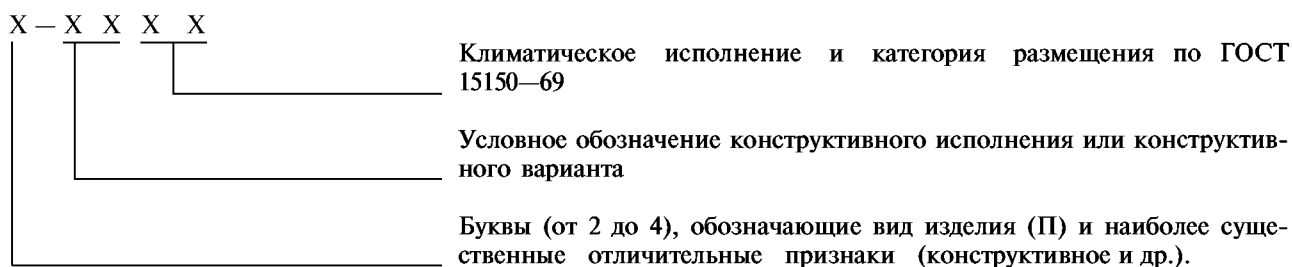 X — X X X X
Климатическое исполнение и категория размещения по ГОСТ
15150—69
Условное обозначение конструктивного исполнения или конструктив-
ного варианта
Буквы (от 2 до 4), обозначающие вид изделия (П) и наиболее суще-
ственные отличительные признаки (конструктивное и др.).